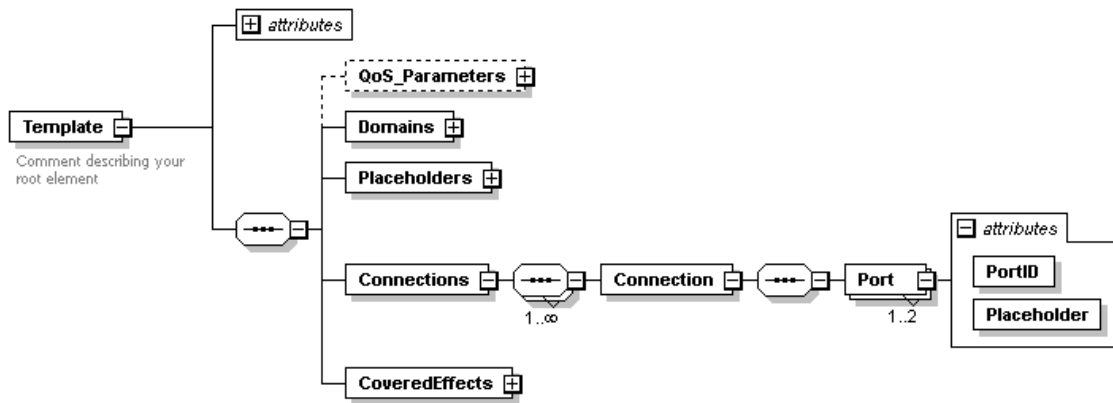 attributes
QoS_Parameters
Template
Domains
Comment describing your
root element
Placeholders
attributes
PortID
Connections
Connection
Port
1..∞
1..2
Placeholder
CoveredEffects